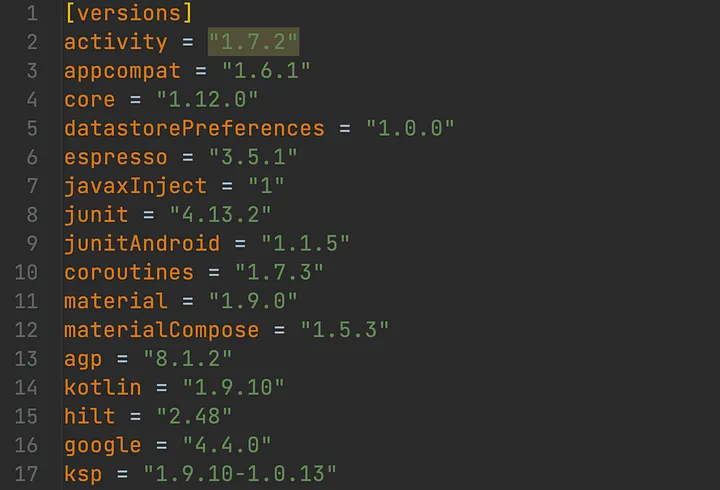 1 [versions]
2 activity = "1.7.2"
3 appcompat = "1.6.1"
4 core = "1.12.0"
5 datastorePreferences = "1.0.0"
6 espresso = "3.5.1"
7 javaxInject = "1"
8 junit = "4.13.2"
9 junitAndroid = "1.1.5"
10 coroutines = "1.7.3"
11 material = "1.9.0"
12 materialCompose = "1.5.3"
13 agp = "8.1.2"
14 kotlin = "1.9.10"
15 hilt = "2.48"
16 google = "4.4.0"
17 ksp = "1.9.10-1.0.13"